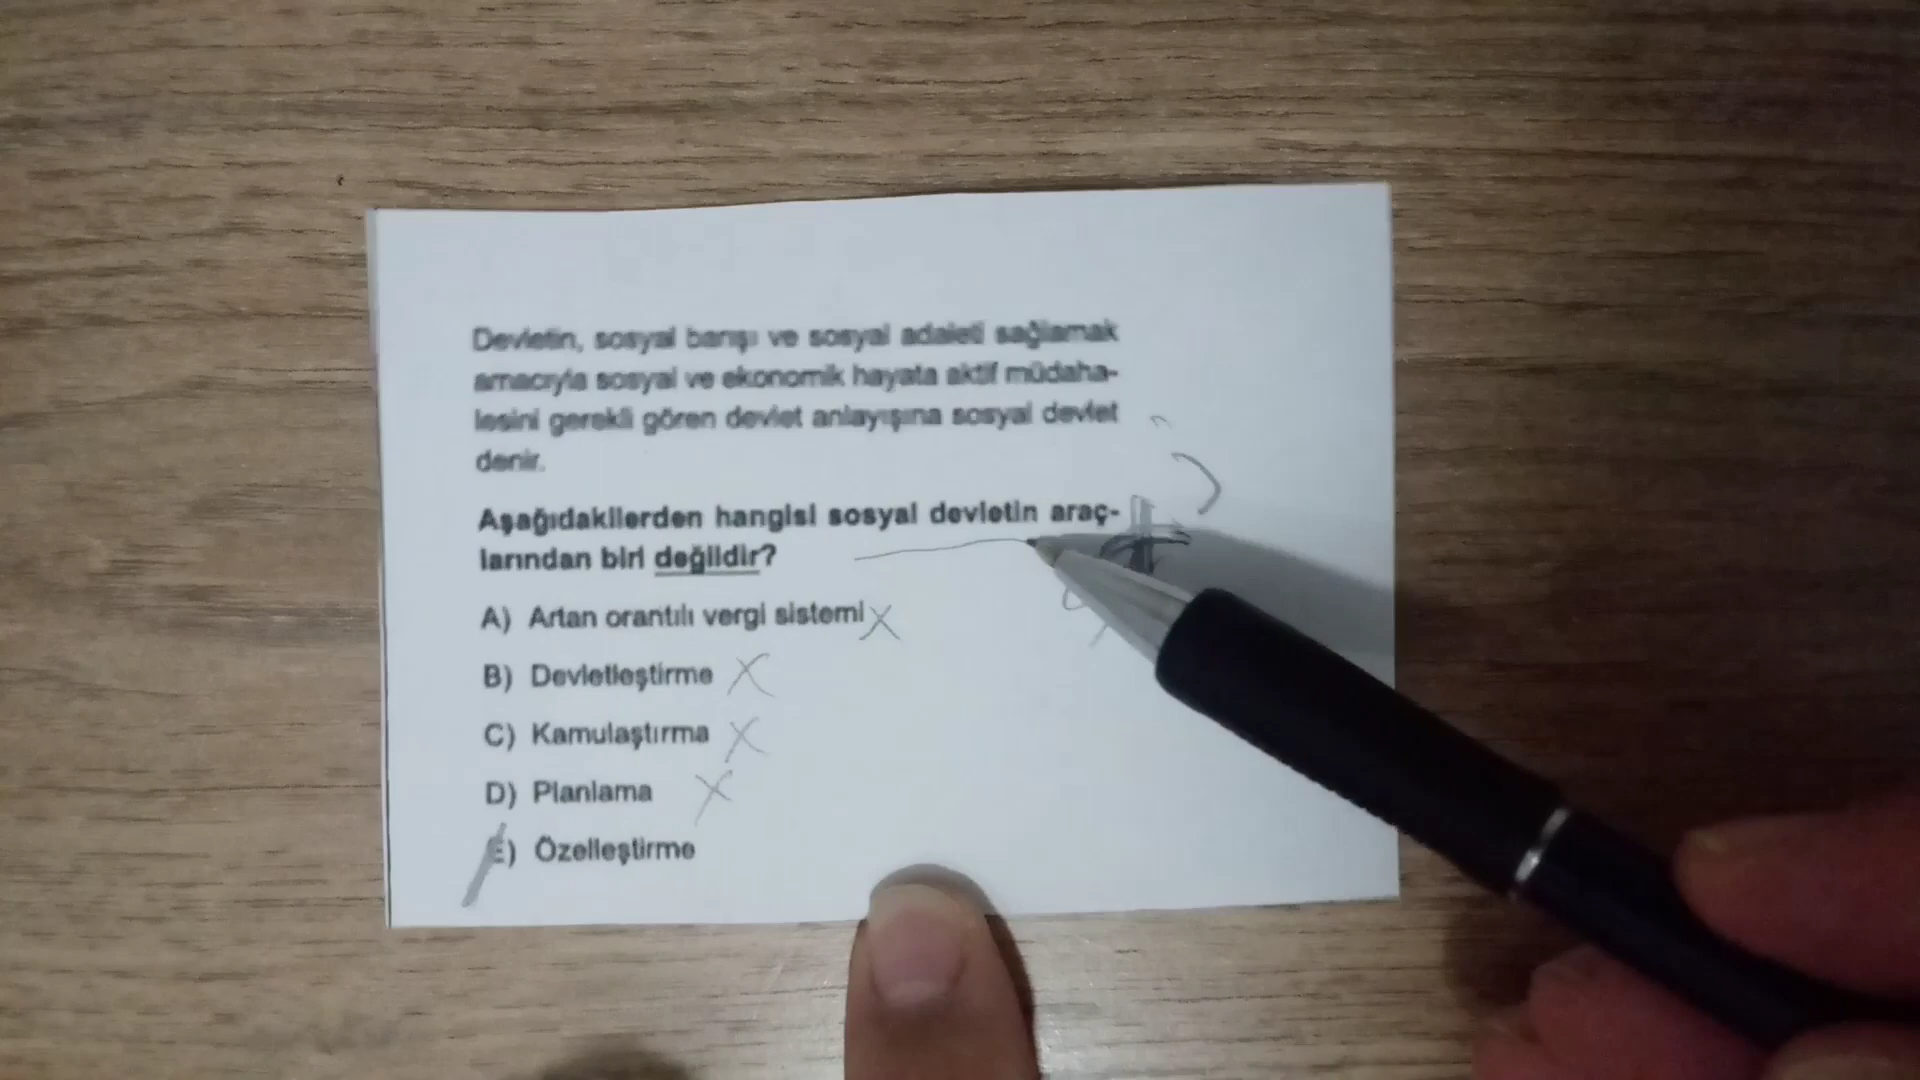 Devletin, sosyal barışı ve sosyal adaleti sağlamak
amacıyla sosyal ve ekonomik hayata aktif müdaha-
lesini gerekli gören devlet anlayışına sosyal devlet
denir.
Aşağıdakilerden hangisi sosyal devletin araç-
larından biri değildir?
A) Artan orantılı vergi sistemi
B) Devletleştirme
C) Kamulaştırma
D) Planlama
E) Özelleştirme